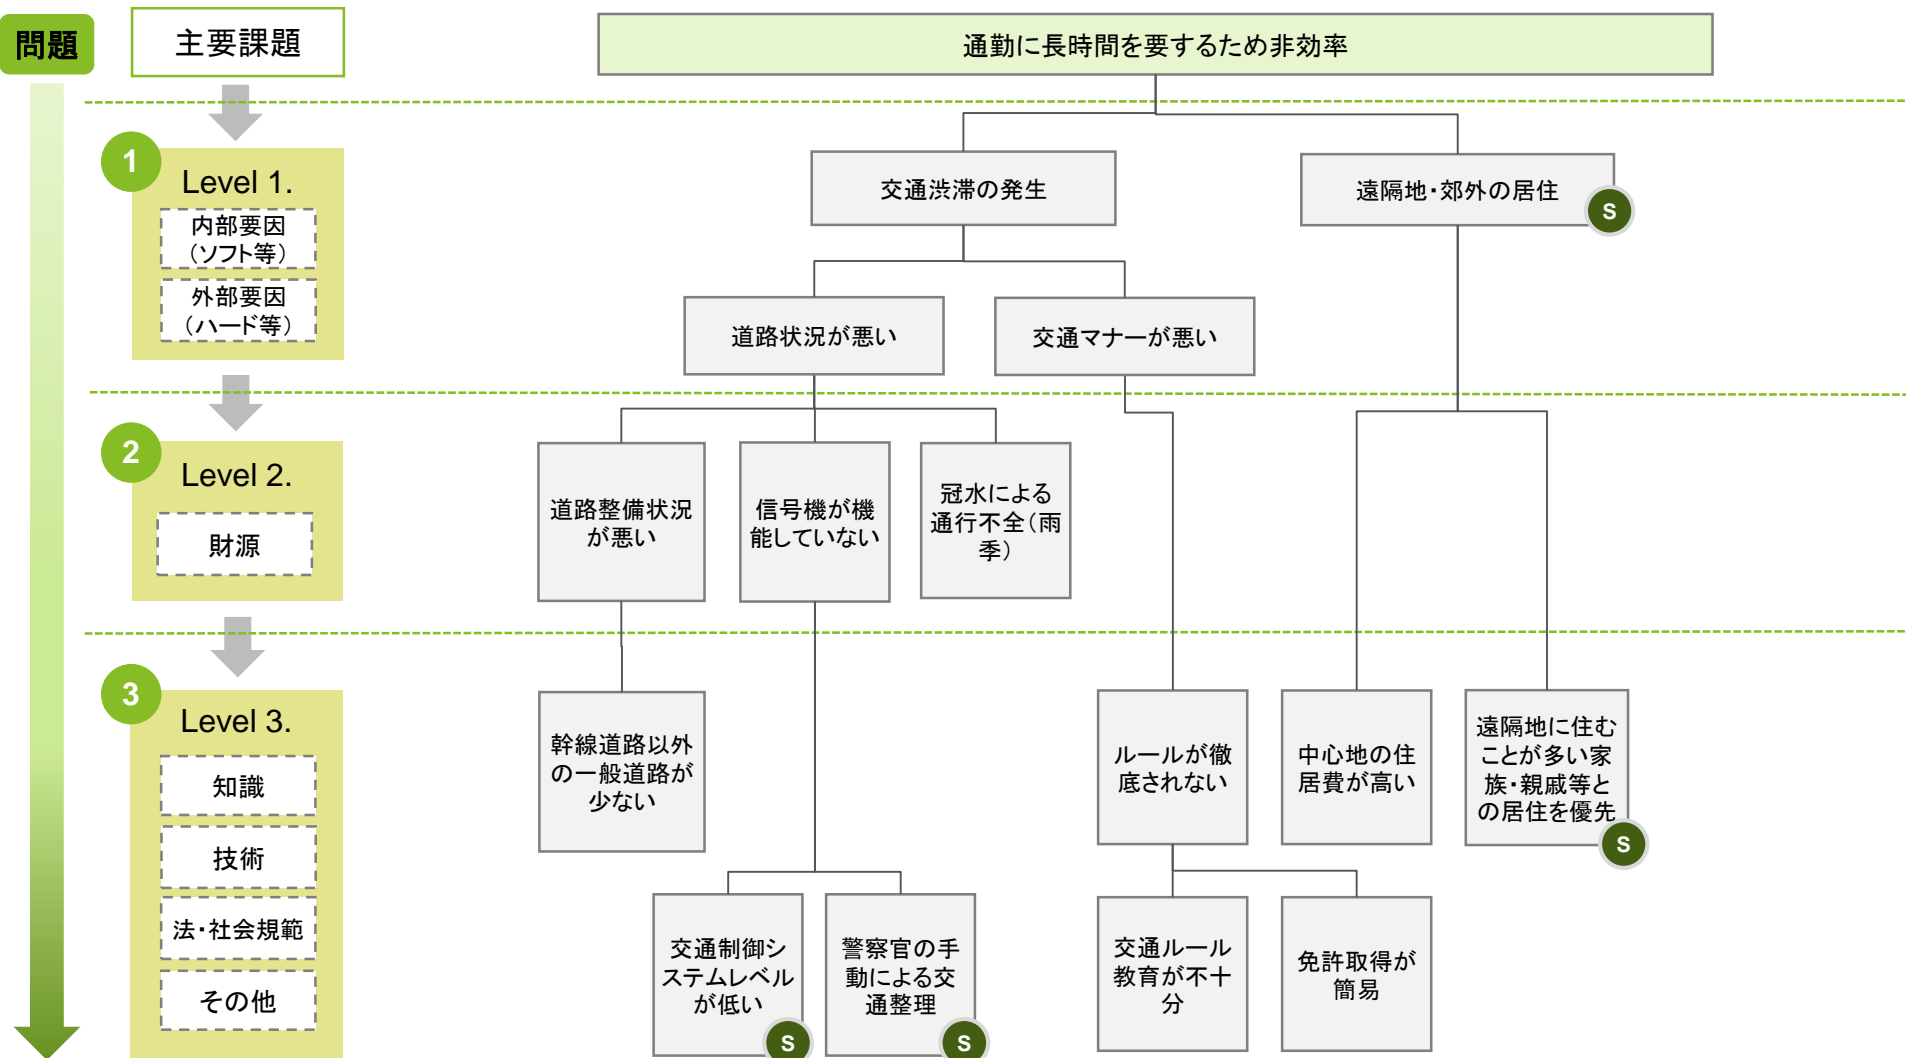 問題
主要課題
通勤に長時間を要するため非効率
1
Level 1.
内部要因
（ソフト等）
外部要因
（ハード等）
交通渋滞の発生
遠隔地・郊外の居住
S
道路状況が悪い
交通マナーが悪い
2
Level 2.
財源
道路整備状況
が悪い
信号機が機
能していない
冠水による
通行不全（雨
季）
3
Level 3.
知識
技術
法・社会規範
その他
幹線道路以外
の一般道路が
少ない
ルールが徹
底されない
中心地の住
居費が高い
遠隔地に住む
ことが多い家
族・親戚等と
の居住を優先
S
交通制御シ
ステムレベル
が低い
S
警察官の手
動による交
通整理
S
交通ルール
教育が不十
分
免許取得が
簡易